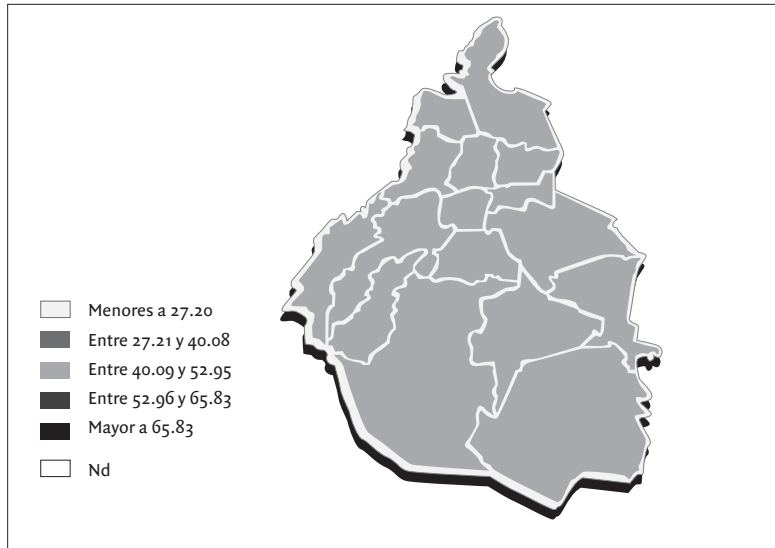 Menores a 27.20
Entre 27.21 y 40.08
Entre 40.09 y 52.95
Entre 52.96 y 65.83
Mayor a 65.83
Nd